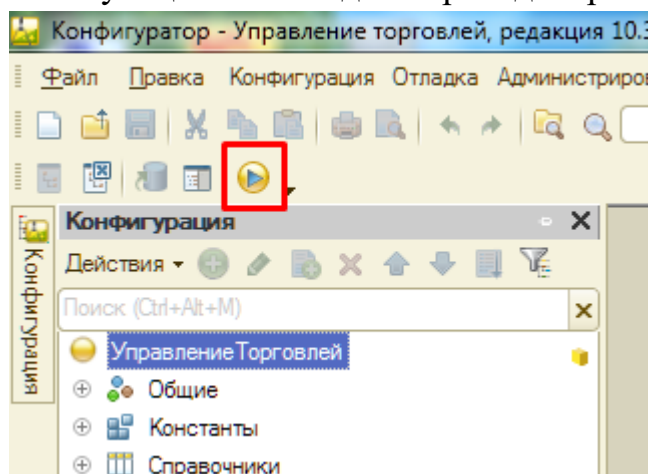 Конфигуратор - Управление торговлей, редакция 10.3
Файл Правка Конфигурация Отладка
Конфигурация
Конфигурация
Действия
Поиск (Ctrl+Alt+M)
УправлениеТорговлей
Общие
Константы
Справочники